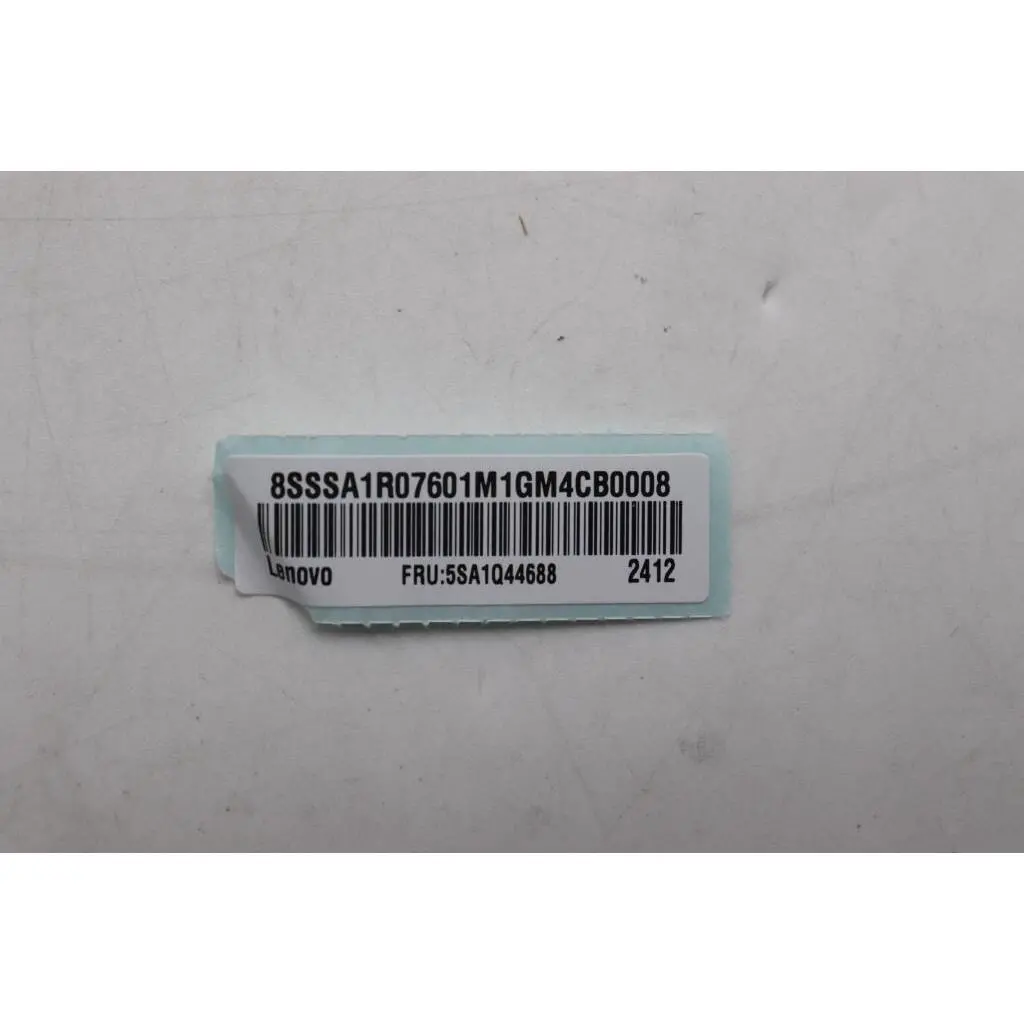 8SSSA1R07601M1GM4CB0008
Lenovo FRU:5SA1Q44688 2412